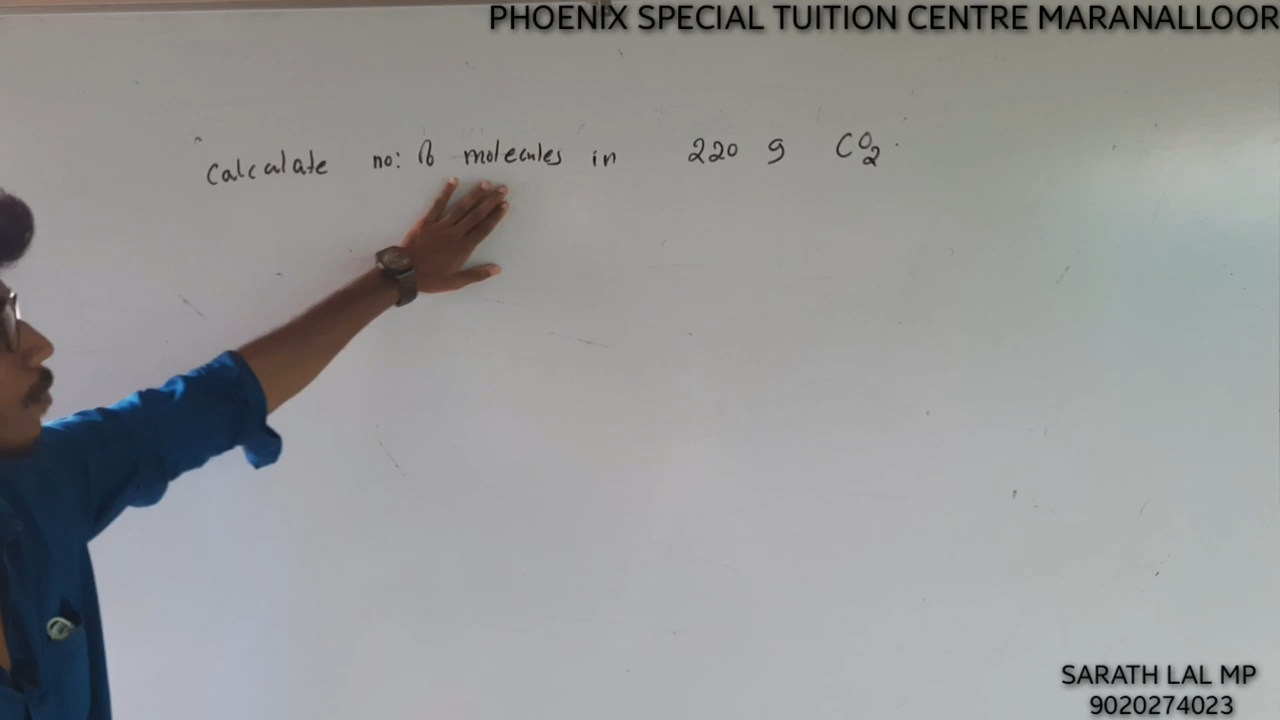 PHOENIX SPECIAL TUITION CENTRE MARANALLOOR
Calculate no: of molecules in 220 g CO₂.
SARATH LAL MP
9020274023